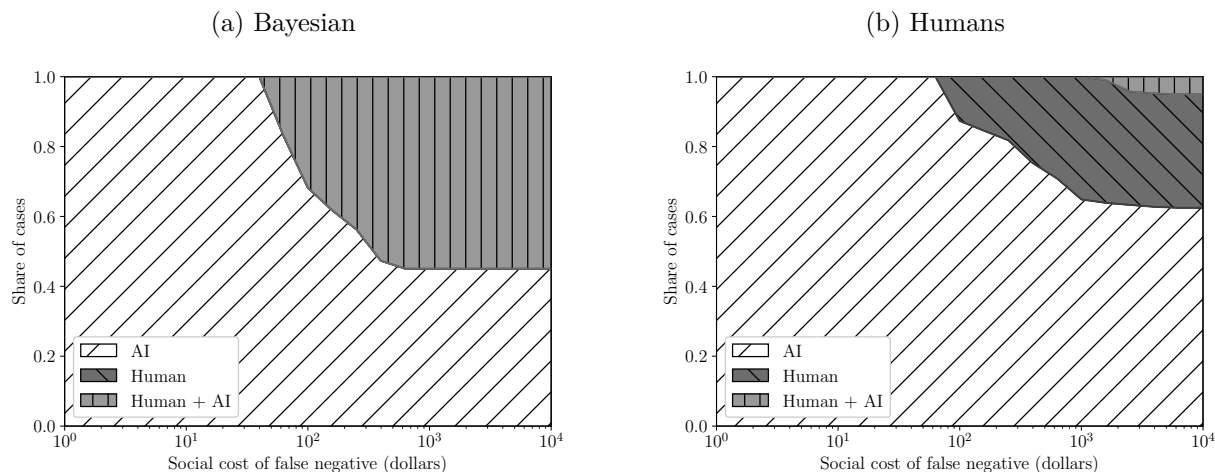 (a) Bayesian
1.0
0.8
0.6
0.4
0.2
0.0
Share of cases
AI
Human
Human + AI
10^0
10^1
10^2
10^3
10^4
Social cost of false negative (dollars)
(b) Humans
1.0
0.8
0.6
0.4
0.2
0.0
Share of cases
AI
Human
Human + AI
10^0
10^1
10^2
10^3
10^4
Social cost of false negative (dollars)